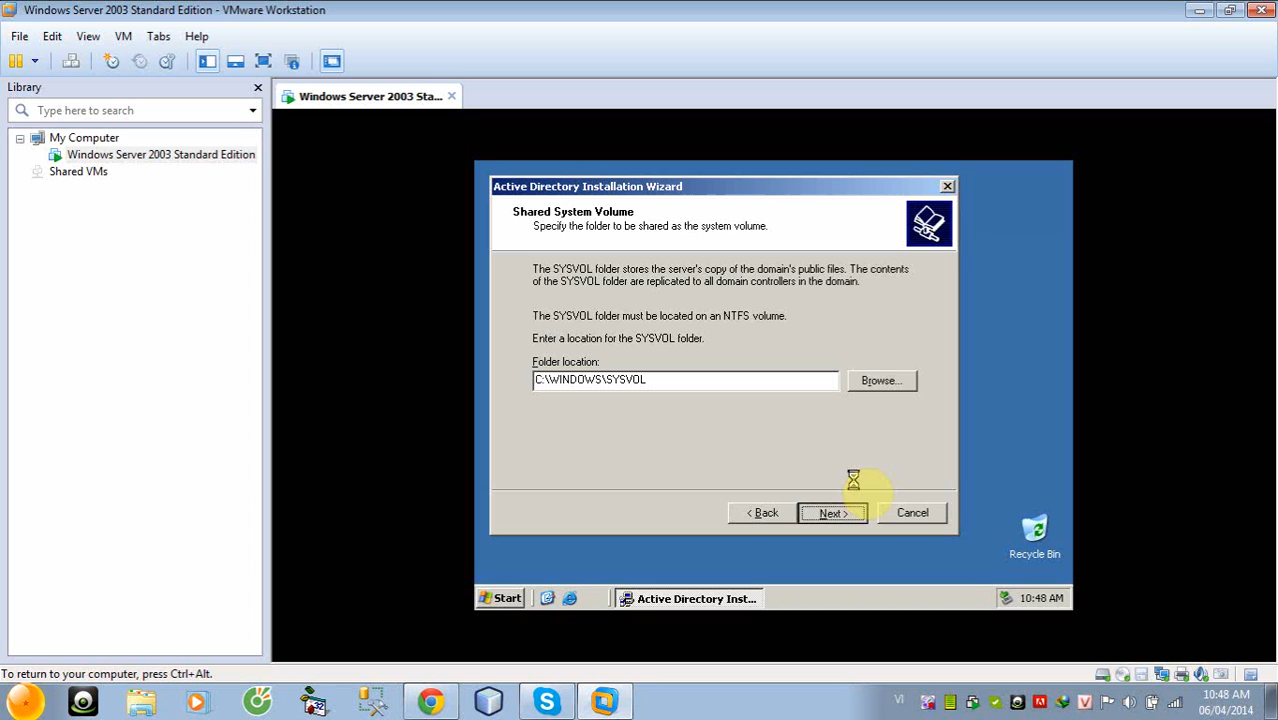 Windows Server 2003 Standard Edition - VMware Workstation
File Edit View VM Tabs Help
Library
Type here to search
My Computer
Windows Server 2003 Standard Edition
Shared VMs
Windows Server 2003 Sta...
Active Directory Installation Wizard
Shared System Volume
Specify the folder to be shared as the system volume.
The SYSVOL folder stores the server's copy of the domain's public files. The contents
of the SYSVOL folder are replicated to all domain controllers in the domain.
The SYSVOL folder must be located on an NTFS volume.
Enter a location for the SYSVOL folder.
Folder location:
C:\WINDOWS\SYSVOL
Browse...
< Back
Next >
Cancel
Recycle Bin
Start
Active Directory Inst...
10:48 AM
To return to your computer, press Ctrl+Alt.
VI
10:48 AM
06/04/2014